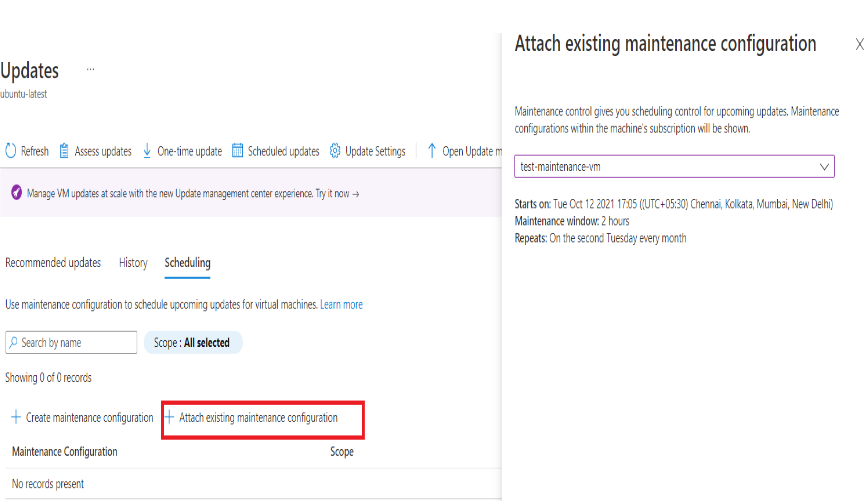 Updates ...
ubuntu-latest
Refresh Assess updates One-time update Scheduled updates Update Settings Open Update m
Manage VM updates at scale with the new Update management center experience. Try it now →
Recommended updates History Scheduling
Use maintenance configuration to schedule upcoming updates for virtual machines. Learn more
Search by name Scope : All selected
Showing 0 of 0 records
+ Create maintenance configuration + Attach existing maintenance configuration
Maintenance Configuration Scope
No records present
Attach existing maintenance configuration
Maintenance control gives you scheduling control for upcoming updates. Maintenance
configurations within the machine's subscription will be shown.
test-maintenance-vm
Starts on: Tue Oct 12 2021 17:05 ((UTC+05:30) Chennai, Kolkata, Mumbai, New Delhi)
Maintenance window: 2 hours
Repeats: On the second Tuesday every month